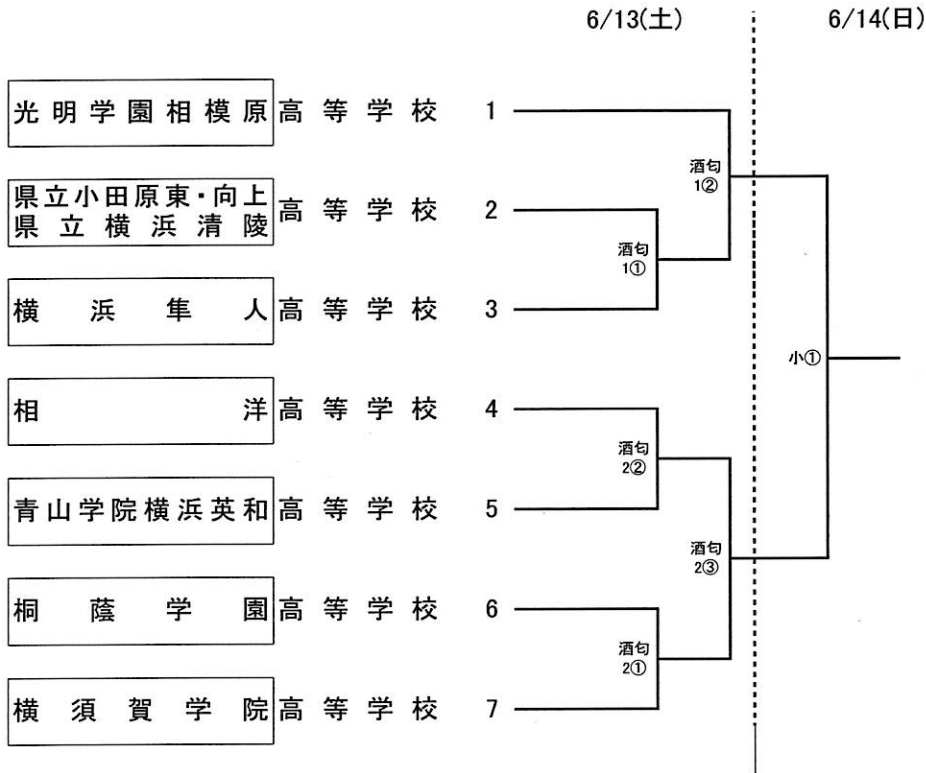 6/13(土) 6/14(日)
光明学園相模原高等学校 1
酒匂
1②
県立小田原東・向上
県立横浜清陵
高等学校 2
酒匂
1①
横浜隼人高等学校 3
小①
相洋高等学校 4
酒匂
2②
青山学院横浜英和高等学校 5
酒匂
2③
桐蔭学園高等学校 6
酒匂
2①
横須賀学院高等学校 7